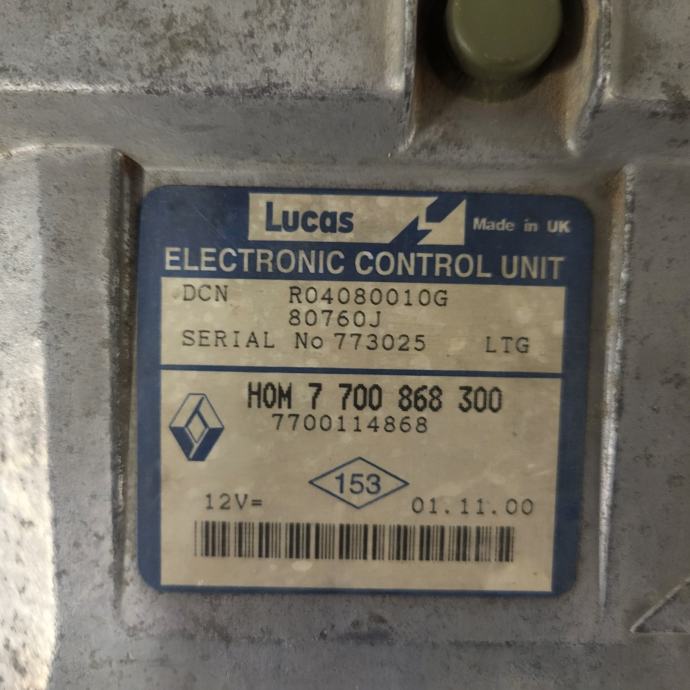 Lucas
Made in UK
ELECTRONIC CONTROL UNIT
DCN R04080010G
80760J
SERIAL No 773025 LTG
HOM 7 700 868 300
7700114868
153
12V= 01.11.00